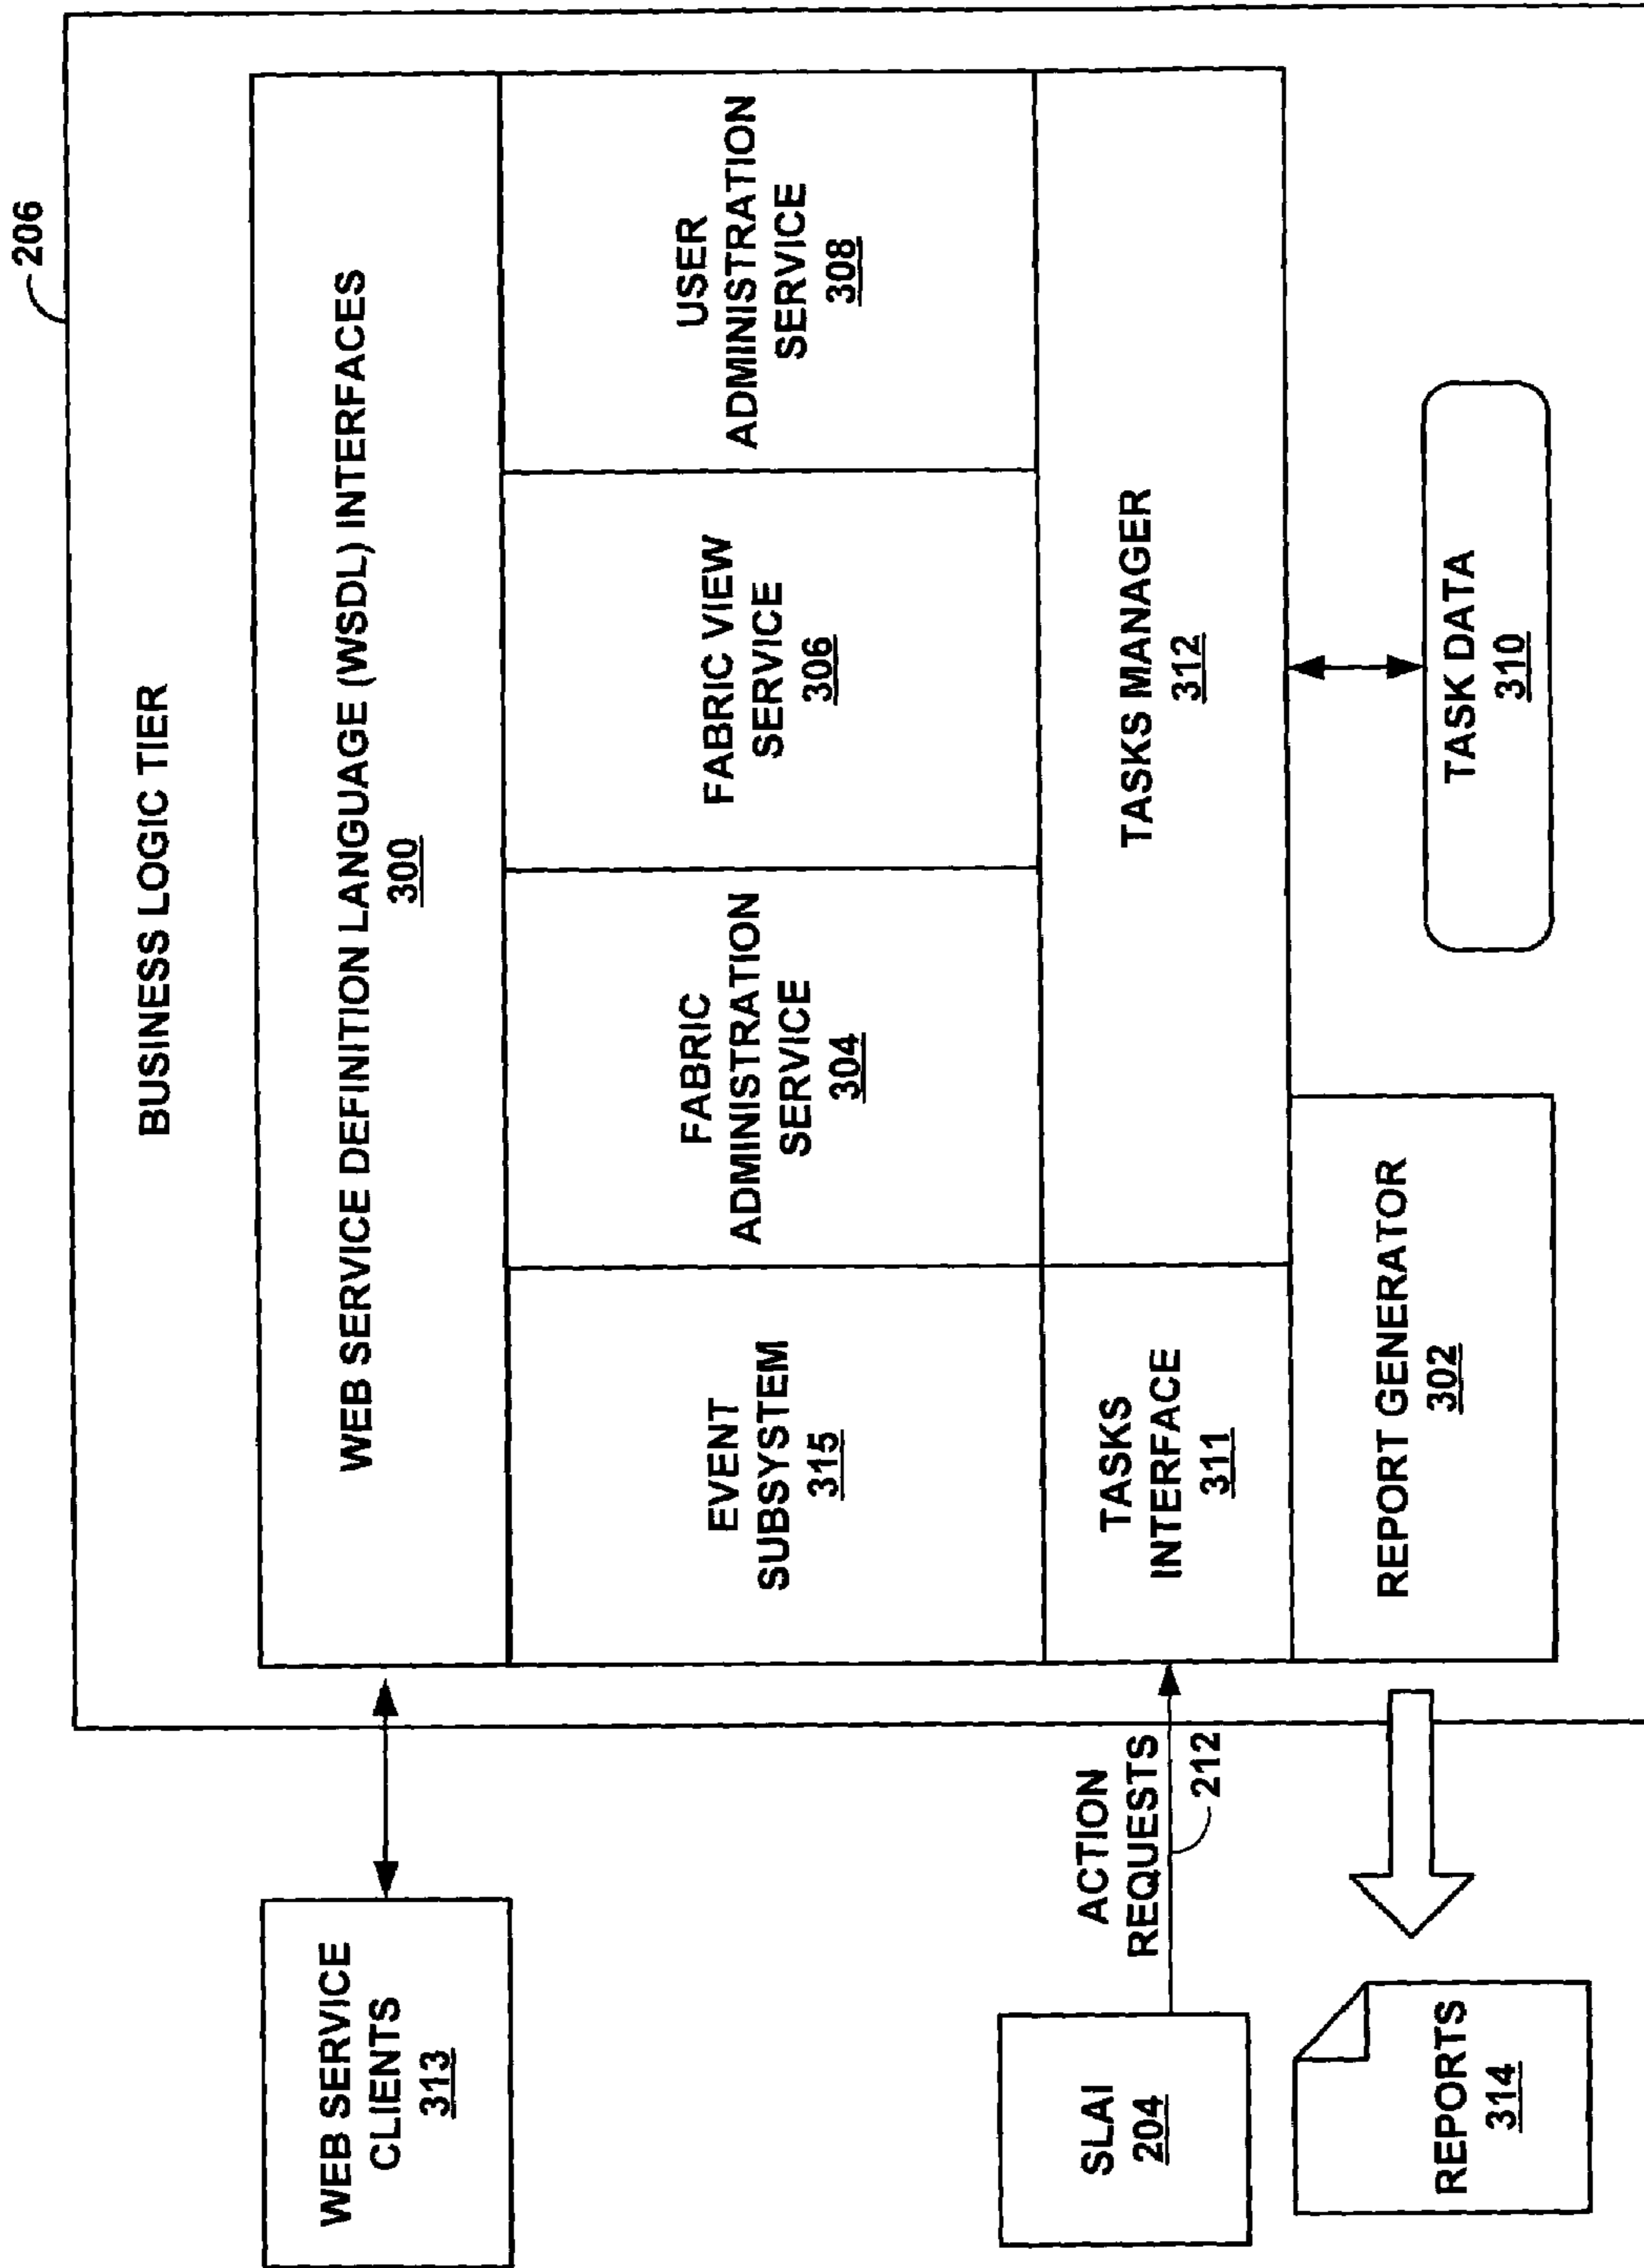 206
BUSINESS LOGIC TIER
WEB SERVICE
CLIENTS
313
WEB SERVICE DEFINITION LANGUAGE (WSDL) INTERFACES
300
EVENT
SUBSYSTEM
315
FABRIC
ADMINISTRATION
SERVICE
304
FABRIC VIEW
SERVICE
306
USER
ADMINISTRATION
SERVICE
308
SLAI
204
ACTION
REQUESTS
212
TASKS
INTERFACE
311
TASKS MANAGER
312
REPORTS
314
REPORT GENERATOR
302
TASK DATA
310